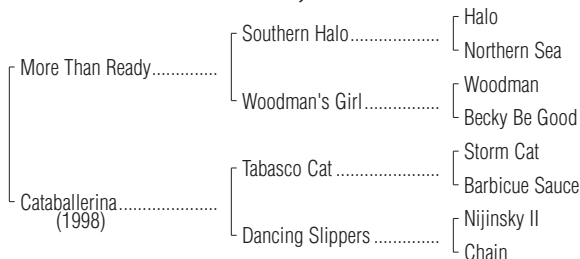 Halo
Southern Halo
Northern Sea
More Than Ready
Woodman
Woodman's Girl
Becky Be Good
Storm Cat
Tabasco Cat
Barbicue Sauce
Cataballerina
(1998)
Nijinsky II
Dancing Slippers
Chain